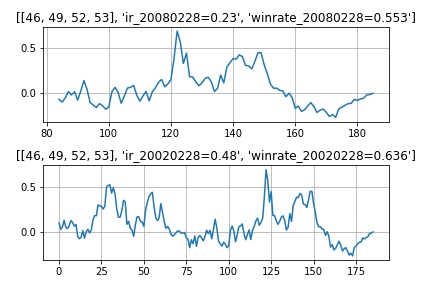 [[46, 49, 52, 53], 'ir_20080228=0.23', 'winrate_20080228=0.553']
0.5
0.0
80 100 120 140 160 180
[[46, 49, 52, 53], 'ir_20020228=0.48', 'winrate_20020228=0.636']
0.5
0.0
0 25 50 75 100 125 150 175